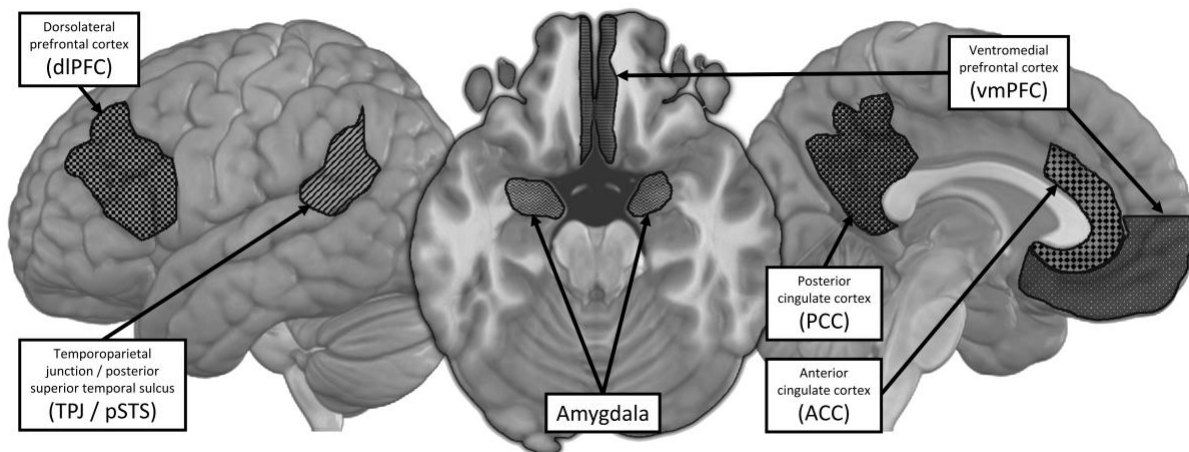 Dorsolateral
prefrontal cortex
(dlPFC)
Temporoparietal
junction / posterior
superior temporal sulcus
(TPJ / pSTS)
Amygdala
Ventromedial
prefrontal cortex
(vmPFC)
Posterior
cingulate cortex
(PCC)
Anterior
cingulate cortex
(ACC)